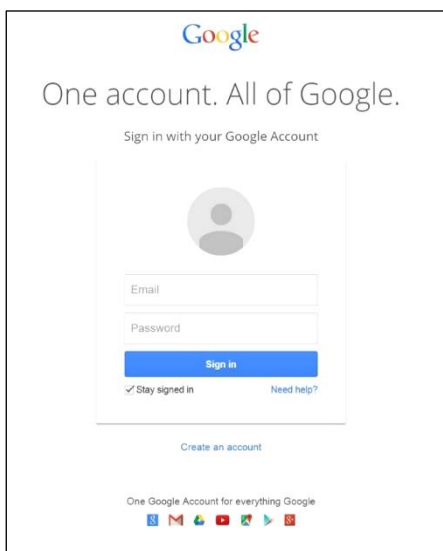 Google
One account. All of Google.
Sign in with your Google Account
Email
Password
Sign in
Stay signed in Need help?
Create an account
One Google Account for everything Google